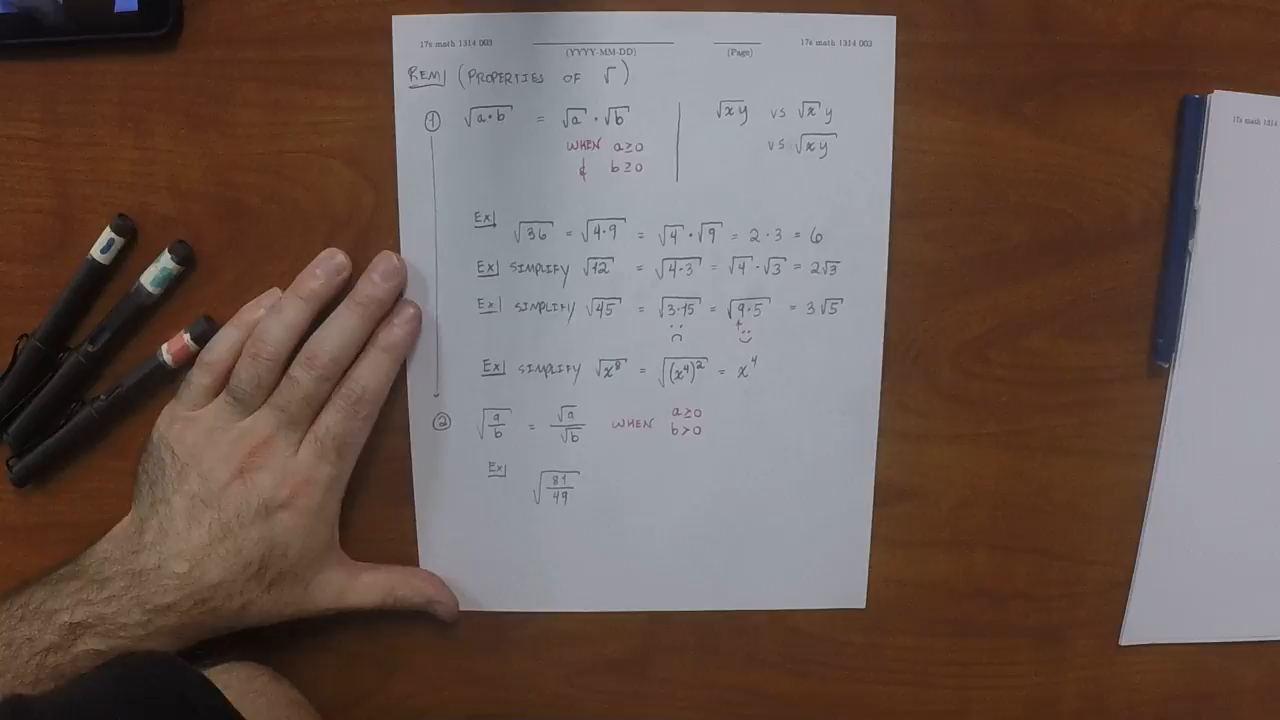 17s math 1314 003 (YYYY-MM-DD) (Page) 17s math 1314 003
REM (PROPERTIES OF √)
① √(a·b) = √a · √b
WHEN a≥0
& b≥0
√x y vs √x y
vs √(xy)
Ex √36 = √(4·9) = √4 · √9 = 2·3 = 6
Ex SIMPLIFY √12 = √(4·3) = √4 · √3 = 2√3
Ex SIMPLIFY √45 = √(3·15) = √(9·5) = 3√5
Ex SIMPLIFY √x⁸ = √((x⁴)²) = x⁴
② √(a/b) = √a/√b WHEN a≥0
b>0
Ex √(81/49)
17s math 1314